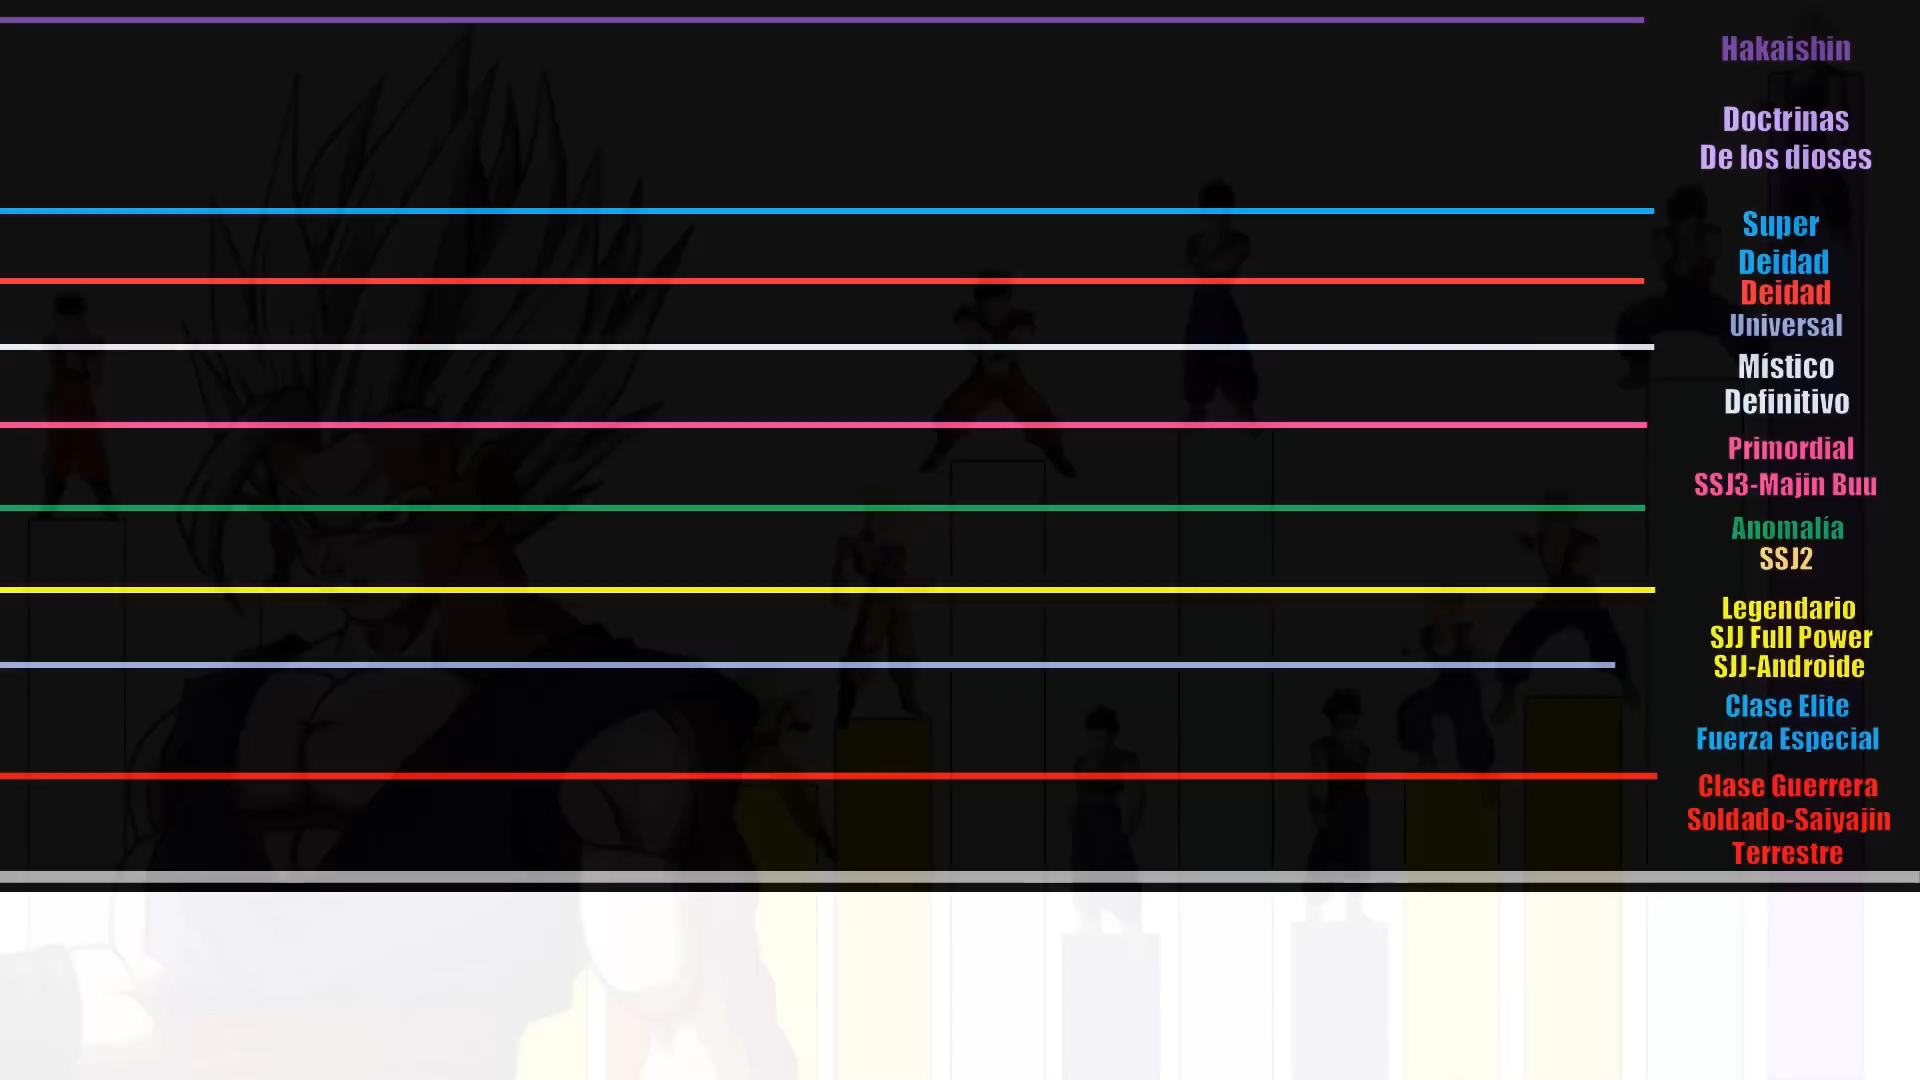 Hakaishin
Doctrinas
De los dioses
Super
Deidad
Deidad
Universal
Místico
Definitivo
Primordial
SSJ3-Majin Buu
Anomalía
SSJ2
Legendario
SJJ Full Power
SJJ-Androide
Clase Elite
Fuerza Especial
Clase Guerrera
Soldado-Saiyajin
Terrestre